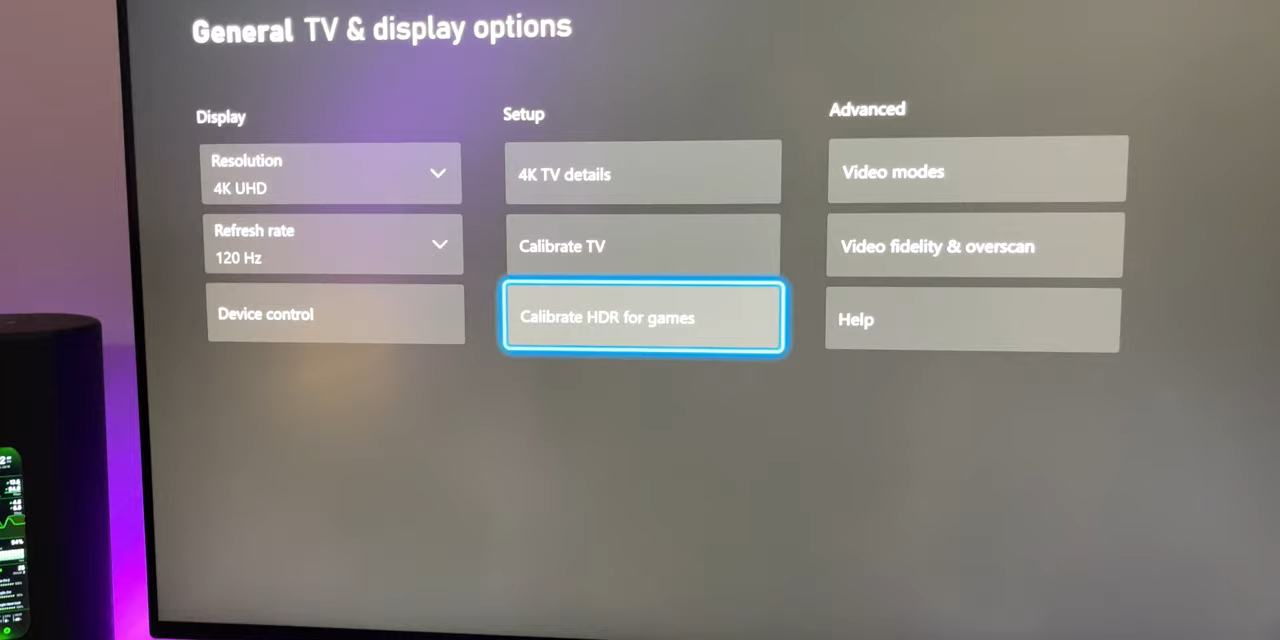 General TV & display options
Display
Resolution
4K UHD
Refresh rate
120 Hz
Device control
Setup
4K TV details
Calibrate TV
Calibrate HDR for games
Advanced
Video modes
Video fidelity & overscan
Help